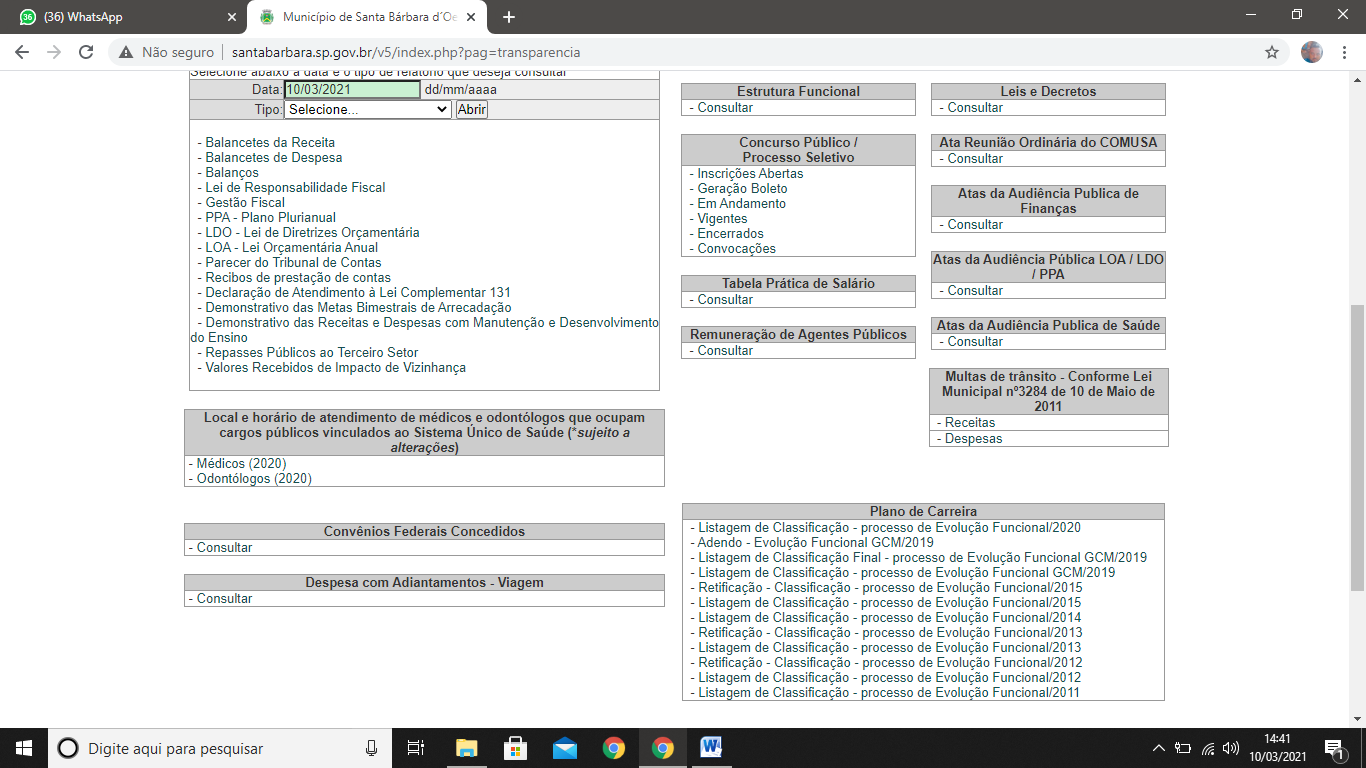 (36) WhatsApp
Município de Santa Bárbara d´Oe
Não seguro
santabarbara.sp.gov.br/v5/index.php?pag=transparencia
Selecione abaixo a data e o tipo de relatório que deseja consultar
Data: 10/03/2021 dd/mm/aaaa
Tipo: Selecione... Abrir
- Balancetes da Receita
- Balancetes de Despesa
- Balanços
- Lei de Responsabilidade Fiscal
- Gestão Fiscal
- PPA - Plano Plurianual
- LDO - Lei de Diretrizes Orçamentária
- LOA - Lei Orçamentária Anual
- Parecer do Tribunal de Contas
- Recibos de prestação de contas
- Declaração de Atendimento à Lei Complementar 131
- Demonstrativo das Metas Bimestrais de Arrecadação
- Demonstrativo das Receitas e Despesas com Manutenção e Desenvolvimento
do Ensino
- Repasses Públicos ao Terceiro Setor
- Valores Recebidos de Impacto de Vizinhança
Local e horário de atendimento de médicos e odontólogos que ocupam
cargos públicos vinculados ao Sistema Único de Saúde (*sujeito a
alterações)
- Médicos (2020)
- Odontólogos (2020)
Convênios Federais Concedidos
- Consultar
Despesa com Adiantamentos - Viagem
- Consultar
Estrutura Funcional
- Consultar
Concurso Público /
Processo Seletivo
- Inscrições Abertas
- Geração Boleto
- Em Andamento
- Vigentes
- Encerrados
- Convocações
Tabela Prática de Salário
- Consultar
Remuneração de Agentes Públicos
- Consultar
Leis e Decretos
- Consultar
Ata Reunião Ordinária do COMUSA
- Consultar
Atas da Audiência Publica de
Finanças
- Consultar
Atas da Audiência Pública LOA / LDO
/ PPA
- Consultar
Atas da Audiência Publica de Saúde
- Consultar
Multas de trânsito - Conforme Lei
Municipal nº3284 de 10 de Maio de
2011
- Receitas
- Despesas
Plano de Carreira
- Listagem de Classificação - processo de Evolução Funcional/2020
- Adendo - Evolução Funcional GCM/2019
- Listagem de Classificação Final - processo de Evolução Funcional GCM/2019
- Listagem de Classificação - processo de Evolução Funcional GCM/2019
- Retificação - Classificação - processo de Evolução Funcional/2015
- Listagem de Classificação - processo de Evolução Funcional/2015
- Listagem de Classificação - processo de Evolução Funcional/2014
- Retificação - Classificação - processo de Evolução Funcional/2013
- Listagem de Classificação - processo de Evolução Funcional/2013
- Retificação - Classificação - processo de Evolução Funcional/2012
- Listagem de Classificação - processo de Evolução Funcional/2012
- Listagem de Classificação - processo de Evolução Funcional/2011
Digite aqui para pesquisar
14:41
10/03/2021
1